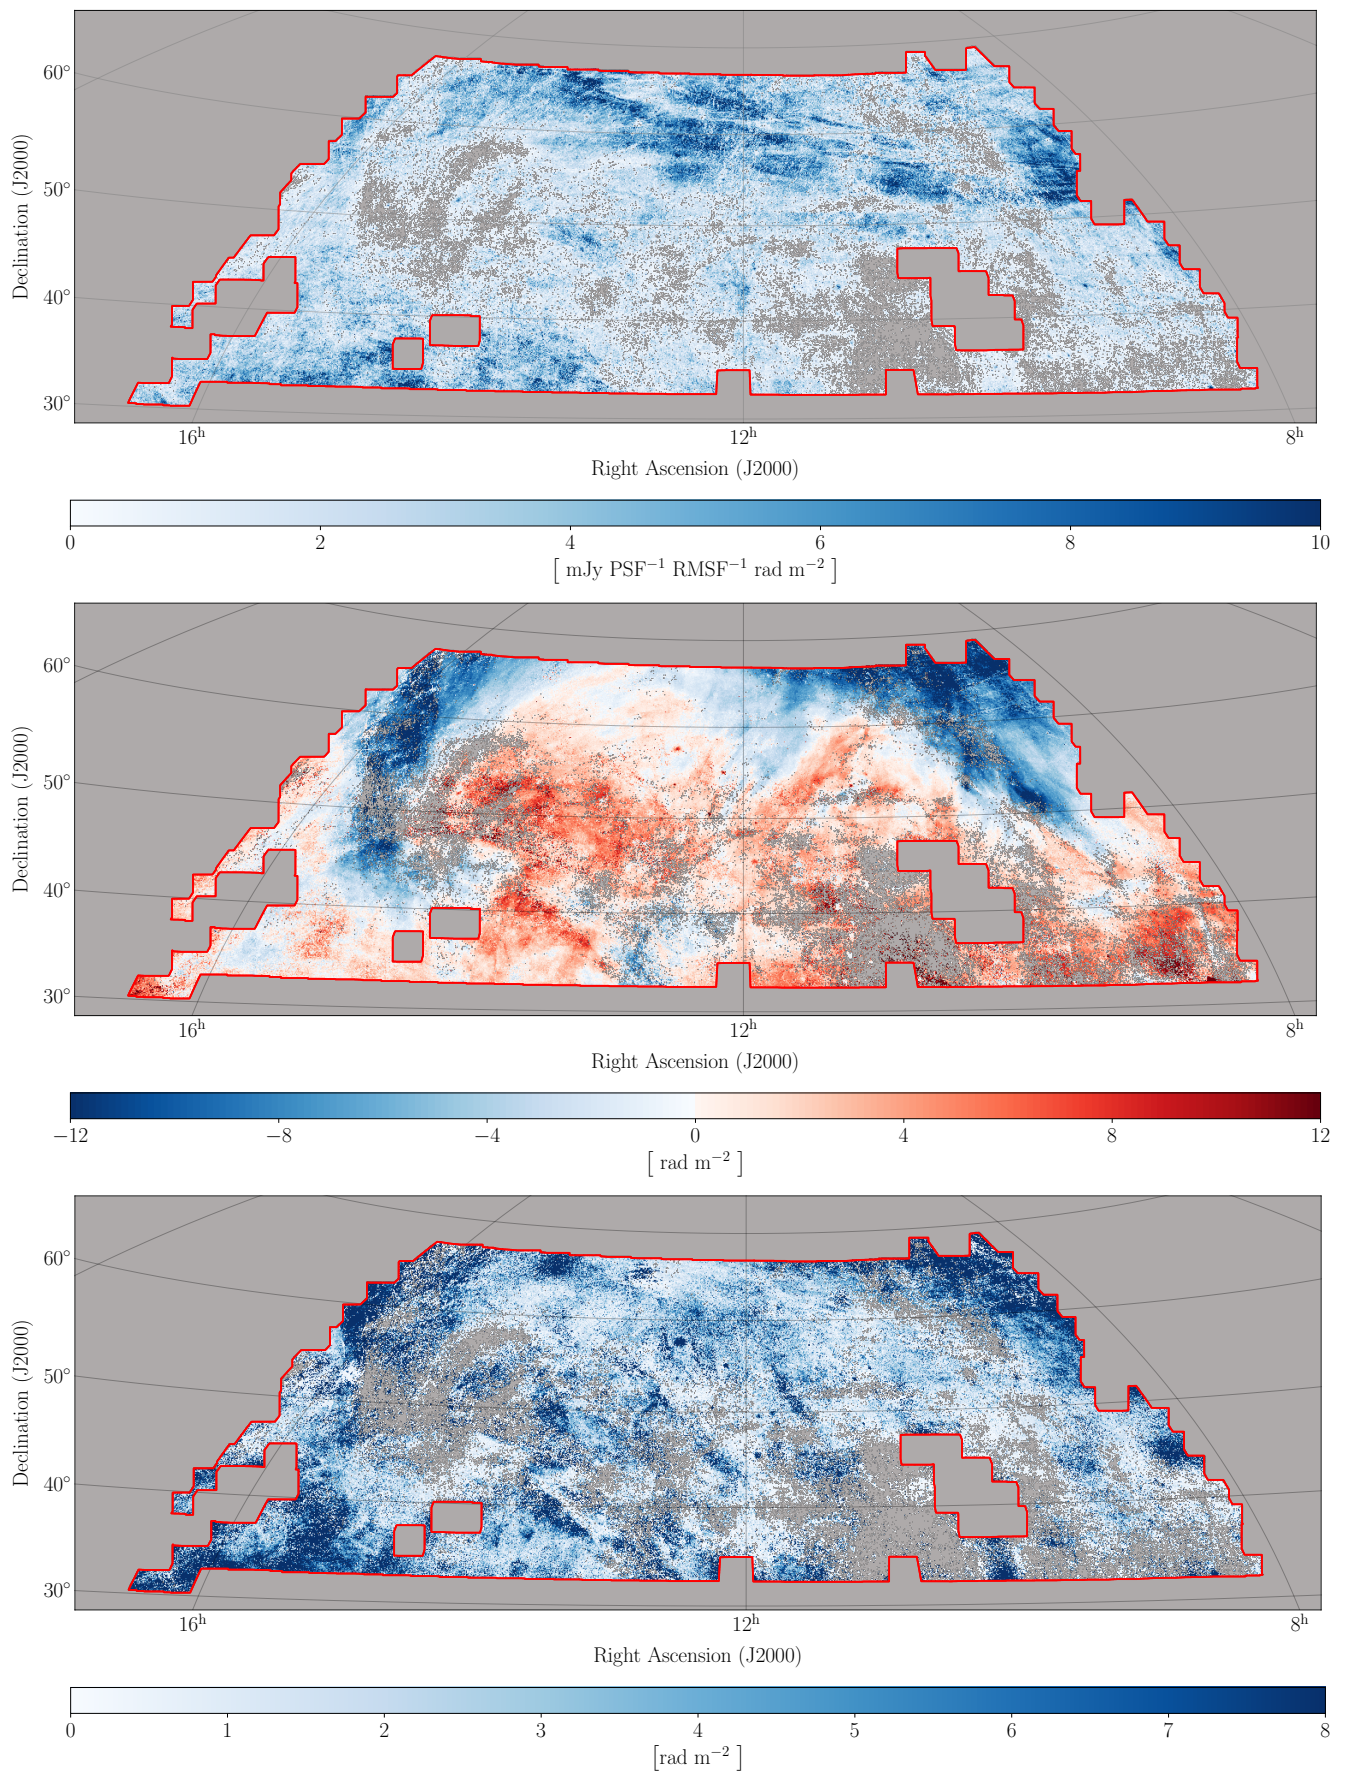 60°
50°
40°
30°
Declination (J2000)
16ʰ 12ʰ 8ʰ
Right Ascension (J2000)
0 2 4 6 8 10
[ mJy PSF⁻¹ RMSF⁻¹ rad m⁻² ]
60°
50°
40°
30°
Declination (J2000)
16ʰ 12ʰ 8ʰ
Right Ascension (J2000)
−12 −8 −4 0 4 8 12
[ rad m⁻² ]
60°
50°
40°
30°
Declination (J2000)
16ʰ 12ʰ 8ʰ
Right Ascension (J2000)
0 1 2 3 4 5 6 7 8
[rad m⁻² ]